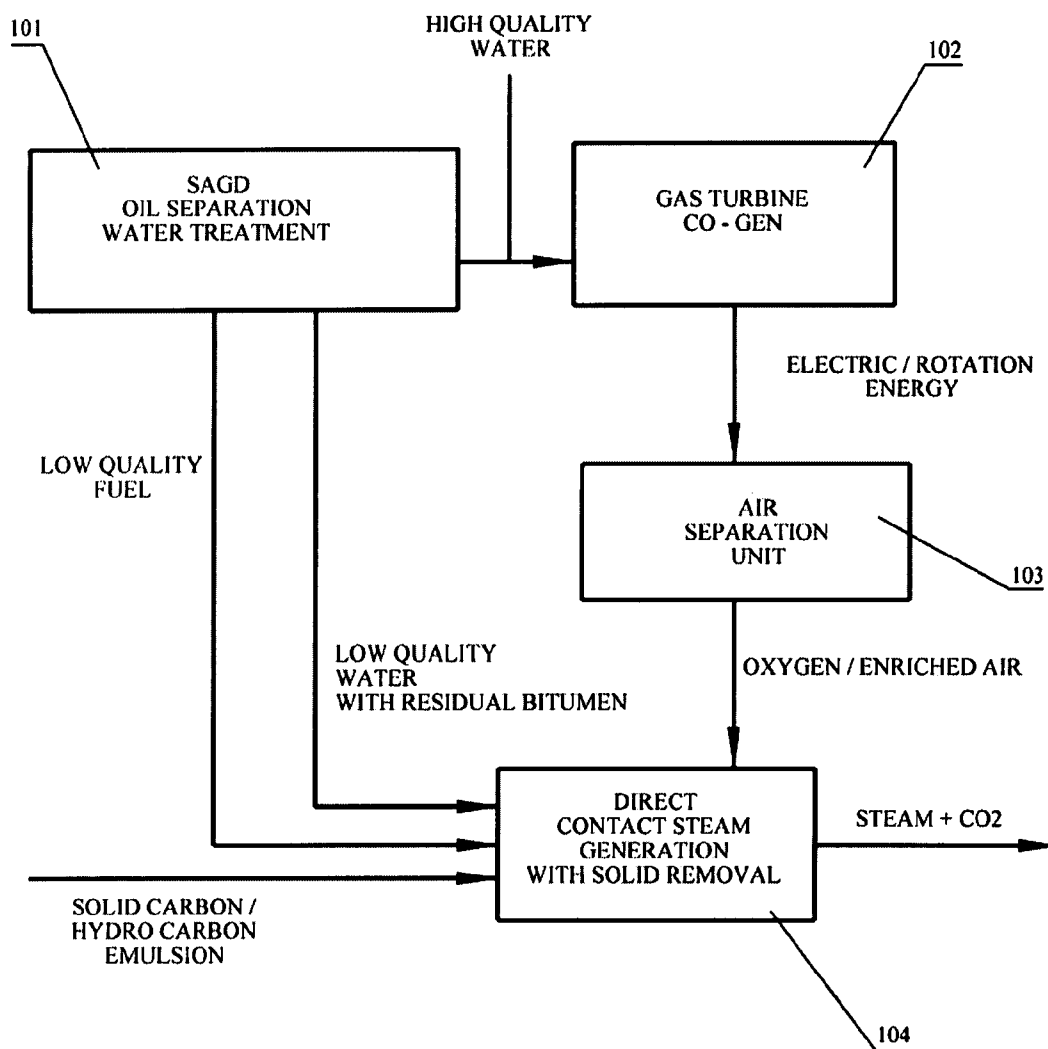 101
HIGH QUALITY
WATER
102
SAGD
OIL SEPARATION
WATER TREATMENT
GAS TURBINE
CO - GEN
ELECTRIC / ROTATION
ENERGY
LOW QUALITY
FUEL
AIR
SEPARATION
UNIT
103
LOW QUALITY
WATER
WITH RESIDUAL BITUMEN
OXYGEN / ENRICHED AIR
DIRECT
CONTACT STEAM
GENERATION
WITH SOLID REMOVAL
STEAM + CO2
SOLID CARBON /
HYDRO CARBON
EMULSION
104